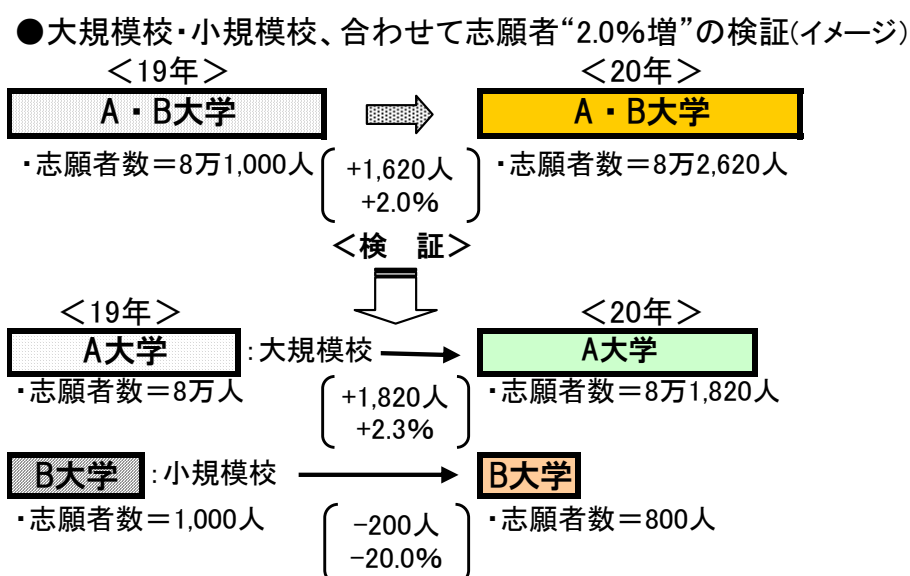 ●大規模校・小規模校、合わせて志願者“2.0%増”の検証(イメージ)
＜19年＞
＜20年＞
A・B大学
A・B大学
・志願者数＝8万1,000人
+1,620人
+2.0%
・志願者数＝8万2,620人
＜検　証＞
＜19年＞
＜20年＞
A大学
：大規模校
A大学
・志願者数＝8万人
+1,820人
+2.3%
・志願者数＝8万1,820人
B大学
：小規模校
B大学
・志願者数＝1,000人
−200人
−20.0%
・志願者数＝800人